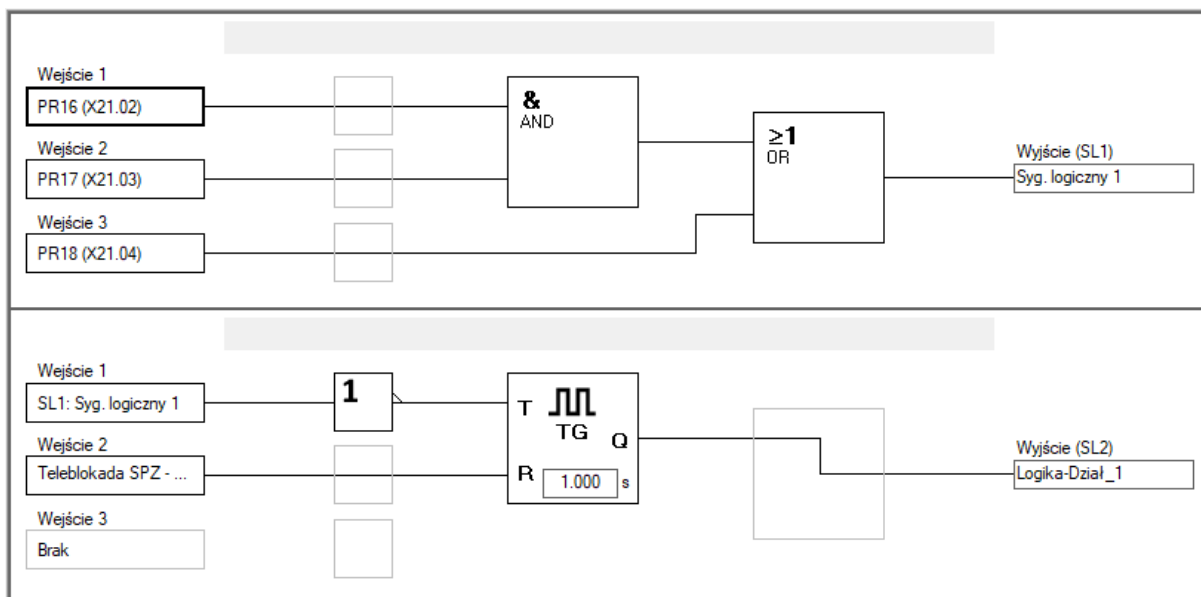 Wejście 1
PR16 (X21.02)
Wejście 2
PR17 (X21.03)
Wejście 3
PR18 (X21.04)
&
AND
≥1
OR
Wyjście (SL1)
Syg. logiczny 1
Wejście 1
SL1: Syg. logiczny 1
Wejście 2
Teleblokada SPZ - ...
Wejście 3
Brak
1
T
TG
Q
R
1.000 s
Wyjście (SL2)
Logika-Dział_1